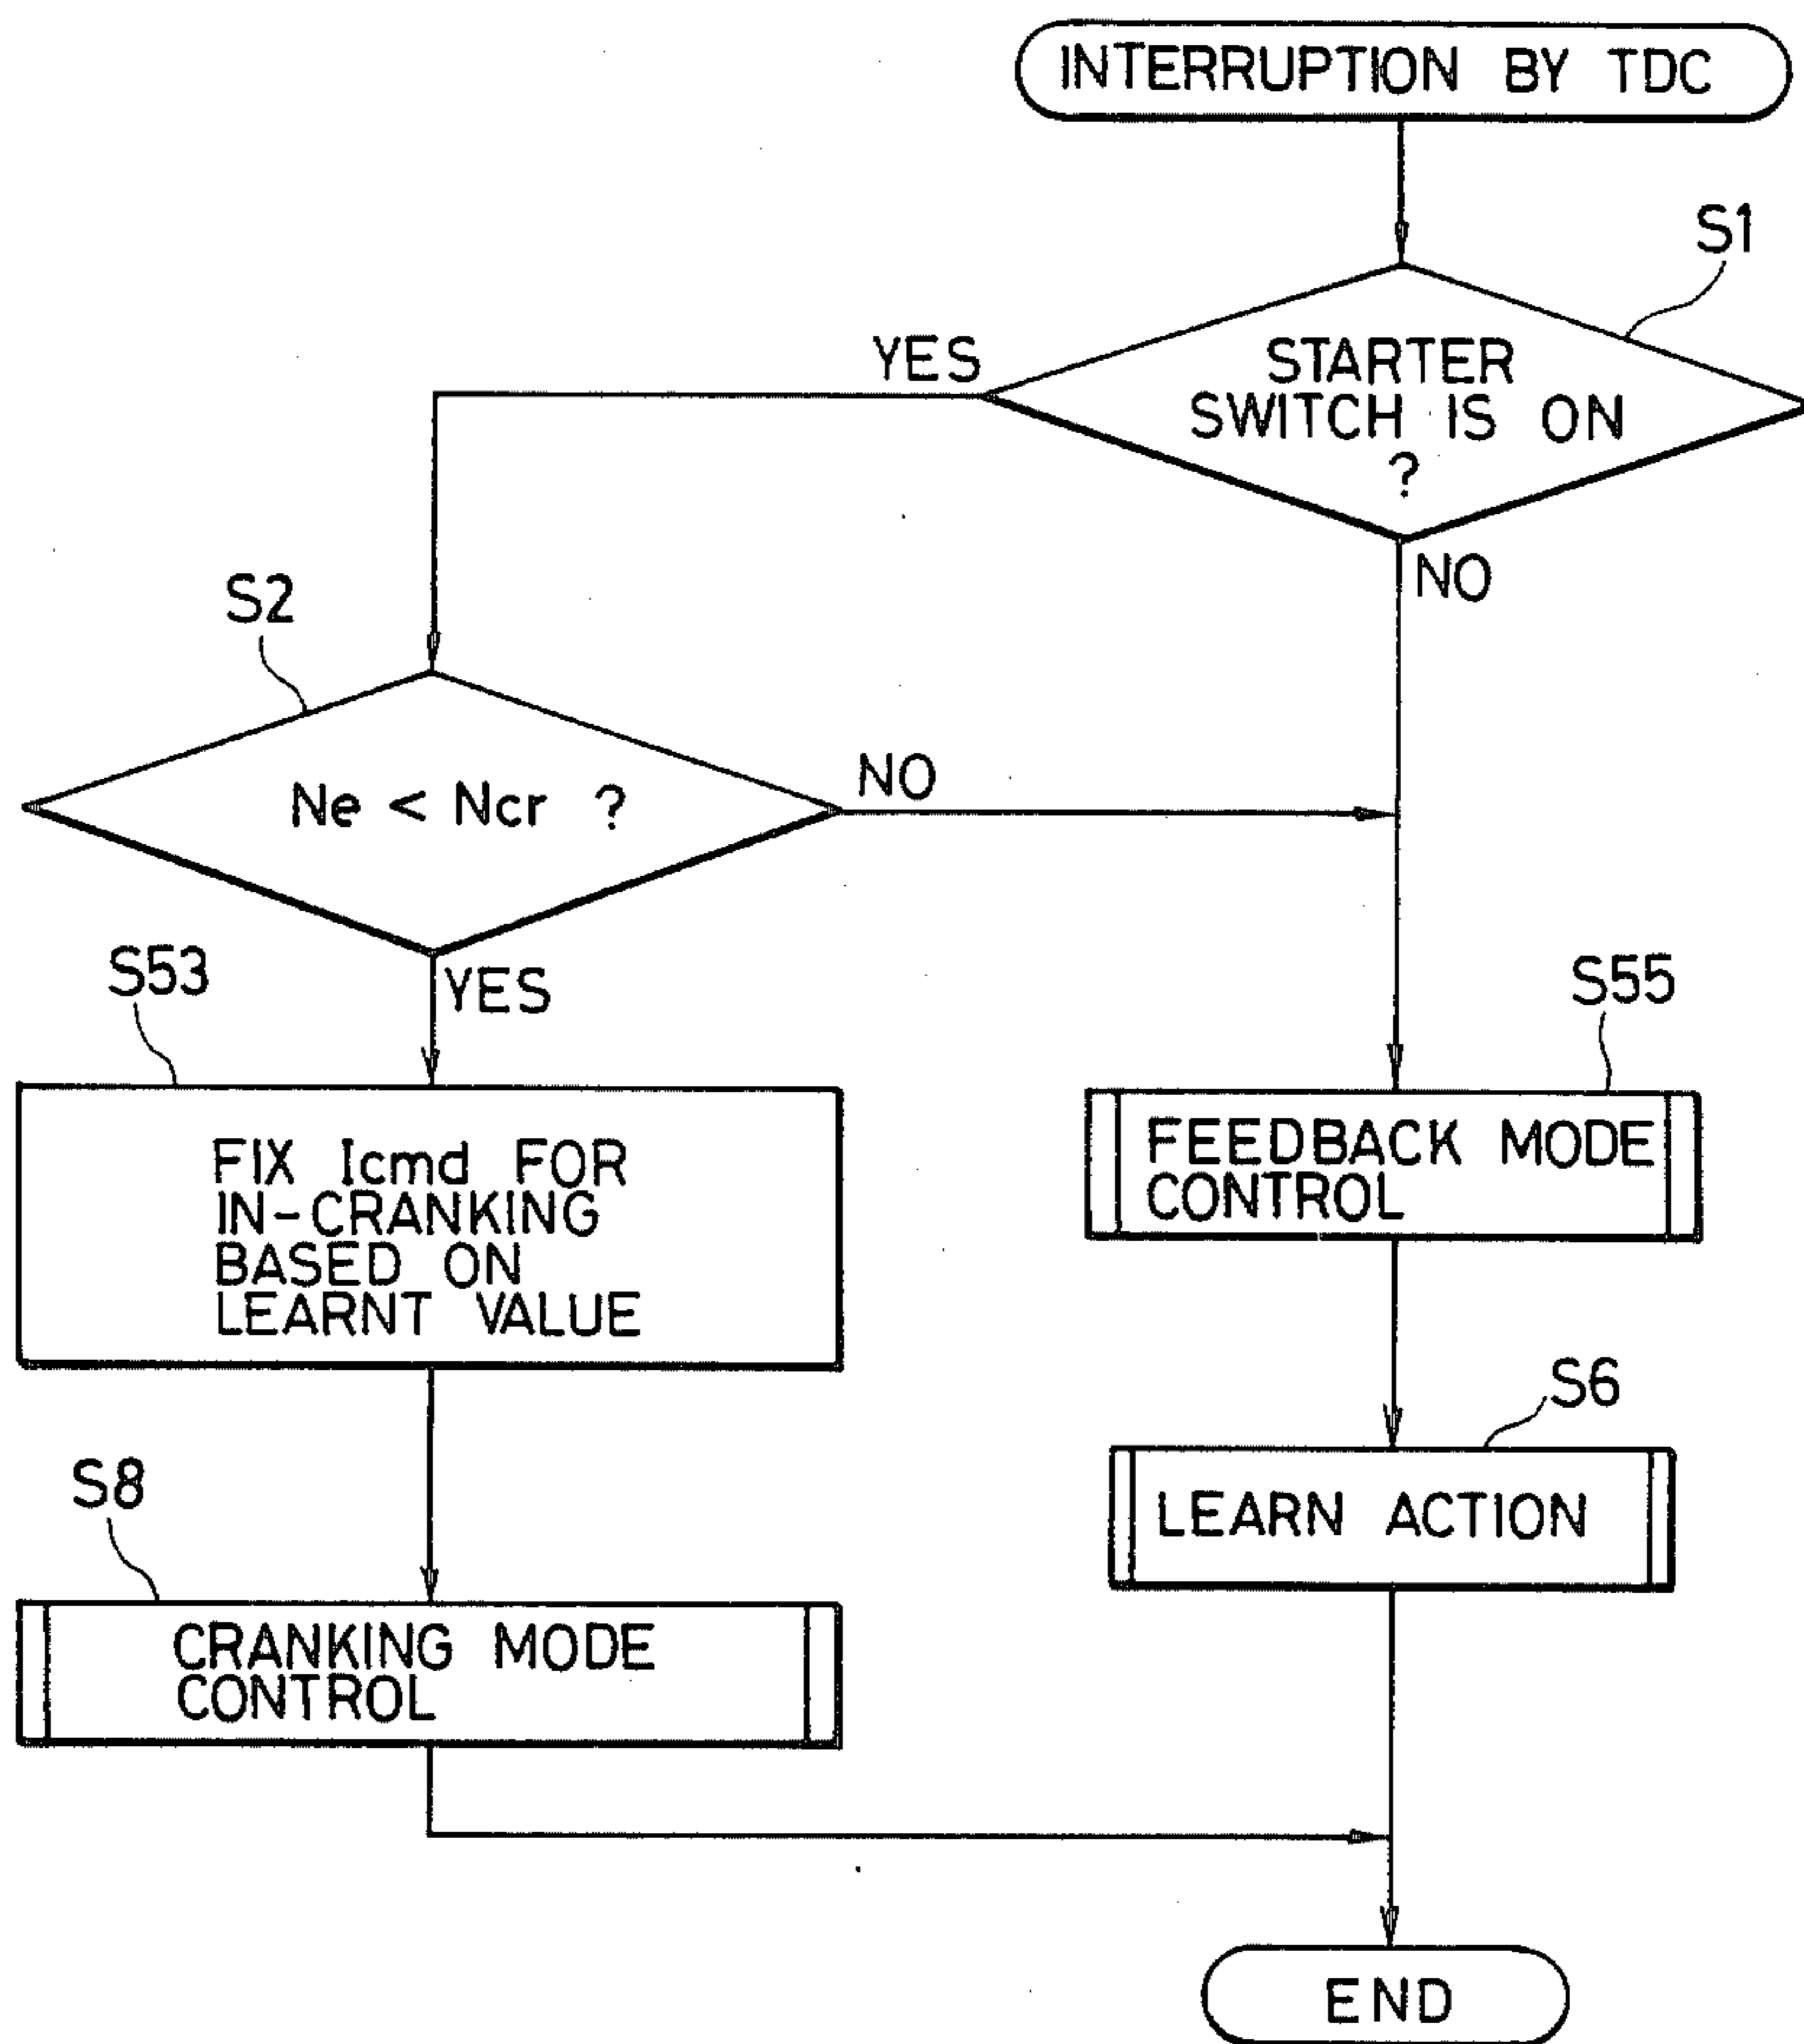 INTERRUPTION BY TDC
S1
STARTER
SWITCH IS ON
?
YES
NO
S2
Ne < Ncr ?
NO
YES
S53
FIX Icmd FOR
IN-CRANKING
BASED ON
LEARNT VALUE
S55
FEEDBACK MODE
CONTROL
S6
LEARN ACTION
S8
CRANKING MODE
CONTROL
END